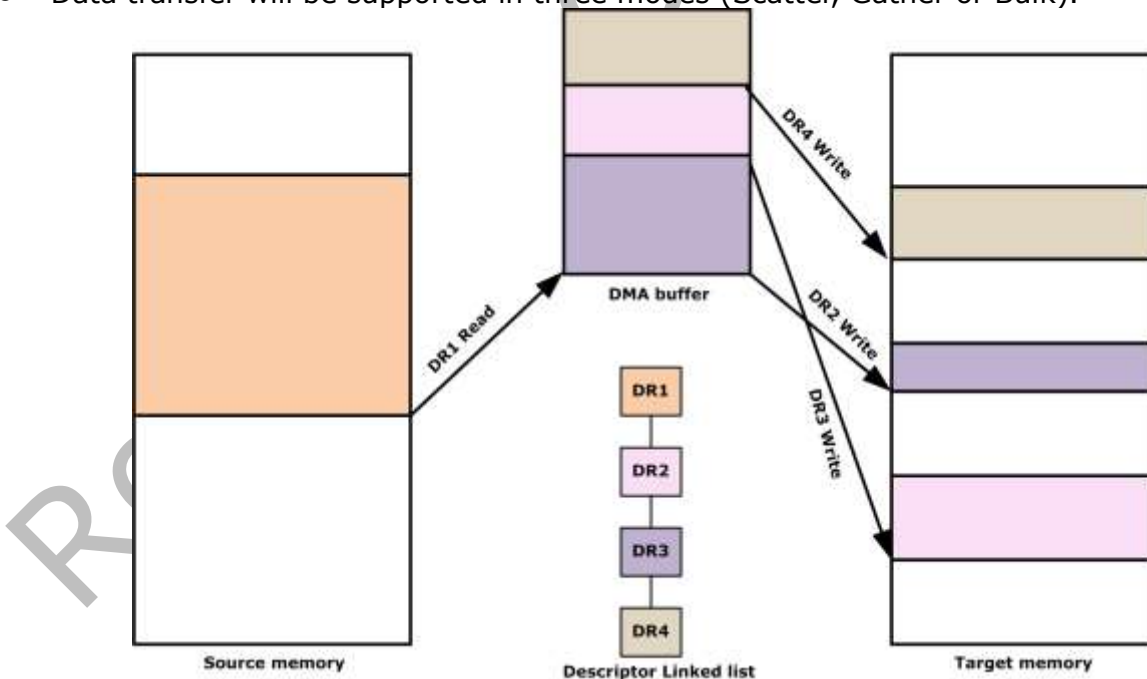 Data transfer will be supported in three modes (Scatter, Gather or Bulk).
DR4 Write
DMA buffer
DR1 Read
DR2 Write
DR3 Write
DR1
DR2
DR3
DR4
Source memory
Descriptor Linked list
Target memory